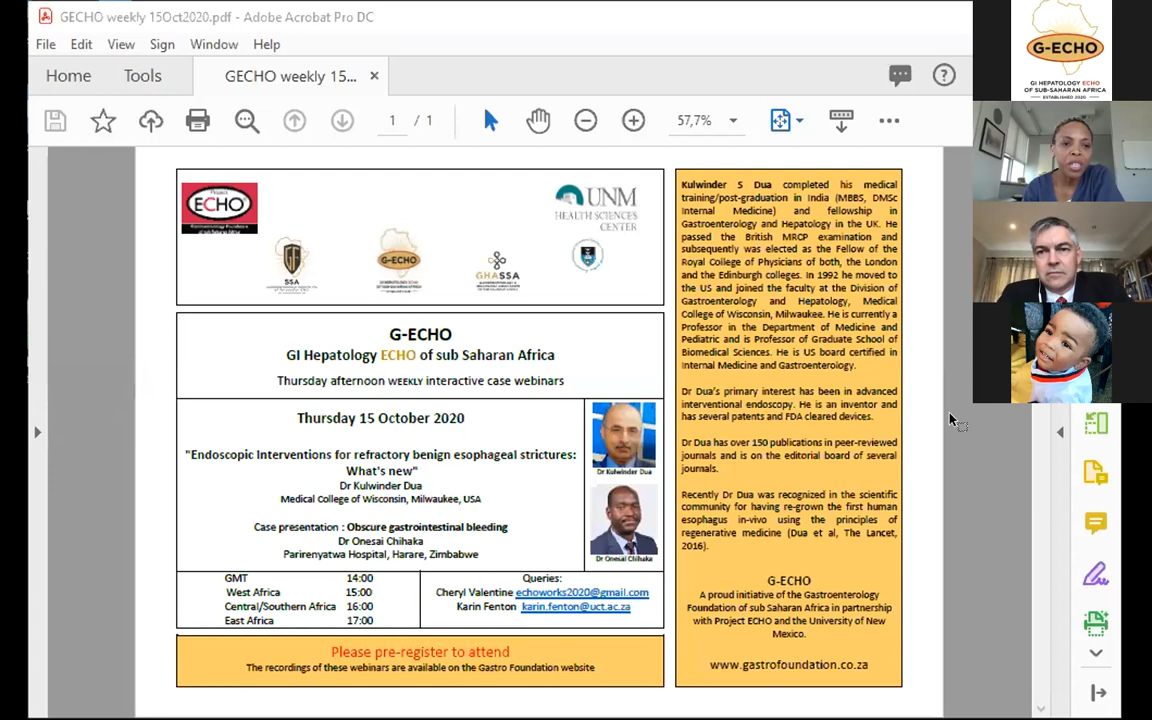 GECHO weekly 15Oct2020.pdf - Adobe Acrobat Pro DC
File Edit View Sign Window Help
Home Tools GECHO weekly 15... ×
1 / 1 57,7%
Project
ECHO
UNM
HEALTH SCIENCES
CENTER
GF
SSA
G-ECHO
GHASSA
G-ECHO
GI Hepatology ECHO of sub Saharan Africa
Thursday afternoon WEEKLY interactive case webinars
Thursday 15 October 2020
"Endoscopic Interventions for refractory benign esophageal strictures:
What's new"
Dr Kulwinder Dua
Medical College of Wisconsin, Milwaukee, USA
Case presentation : Obscure gastrointestinal bleeding
Dr Onesai Chihaka
Parirenyatwa Hospital, Harare, Zimbabwe
Dr Kulwinder Dua
Dr Onesai Chihaka
GMT 14:00
West Africa 15:00
Central/Southern Africa 16:00
East Africa 17:00
Queries:
Cheryl Valentine echoworks2020@gmail.com
Karin Fenton karin.fenton@uct.ac.za
Please pre-register to attend
The recordings of these webinars are available on the Gastro Foundation website
Kulwinder S Dua completed his medical
training/post-graduation in India (MBBS, DMSc
Internal Medicine) and fellowship in
Gastroenterology and Hepatology in the UK. He
passed the British MRCP examination and
subsequently was elected as the Fellow of the
Royal College of Physicians of both, the London
and the Edinburgh colleges. In 1992 he moved to
the US and joined the faculty at the Division of
Gastroenterology and Hepatology, Medical
College of Wisconsin, Milwaukee. He is currently a
Professor in the Department of Medicine and
Pediatric and is Professor of Graduate School of
Biomedical Sciences. He is US board certified in
Internal Medicine and Gastroenterology.
Dr Dua's primary interest has been in advanced
interventional endoscopy. He is an inventor and
has several patents and FDA cleared devices.
Dr Dua has over 150 publications in peer-reviewed
journals and is on the editorial board of several
journals.
Recently Dr Dua was recognized in the scientific
community for having re-grown the first human
esophagus in-vivo using the principles of
regenerative medicine (Dua et al, The Lancet,
2016).
G-ECHO
A proud initiative of the Gastroenterology
Foundation of sub Saharan Africa in partnership
with Project ECHO and the University of New
Mexico.
www.gastrofoundation.co.za
G-ECHO
GI HEPATOLOGY ECHO
OF SUB-SAHARAN AFRICA
ESTABLISHED 2020